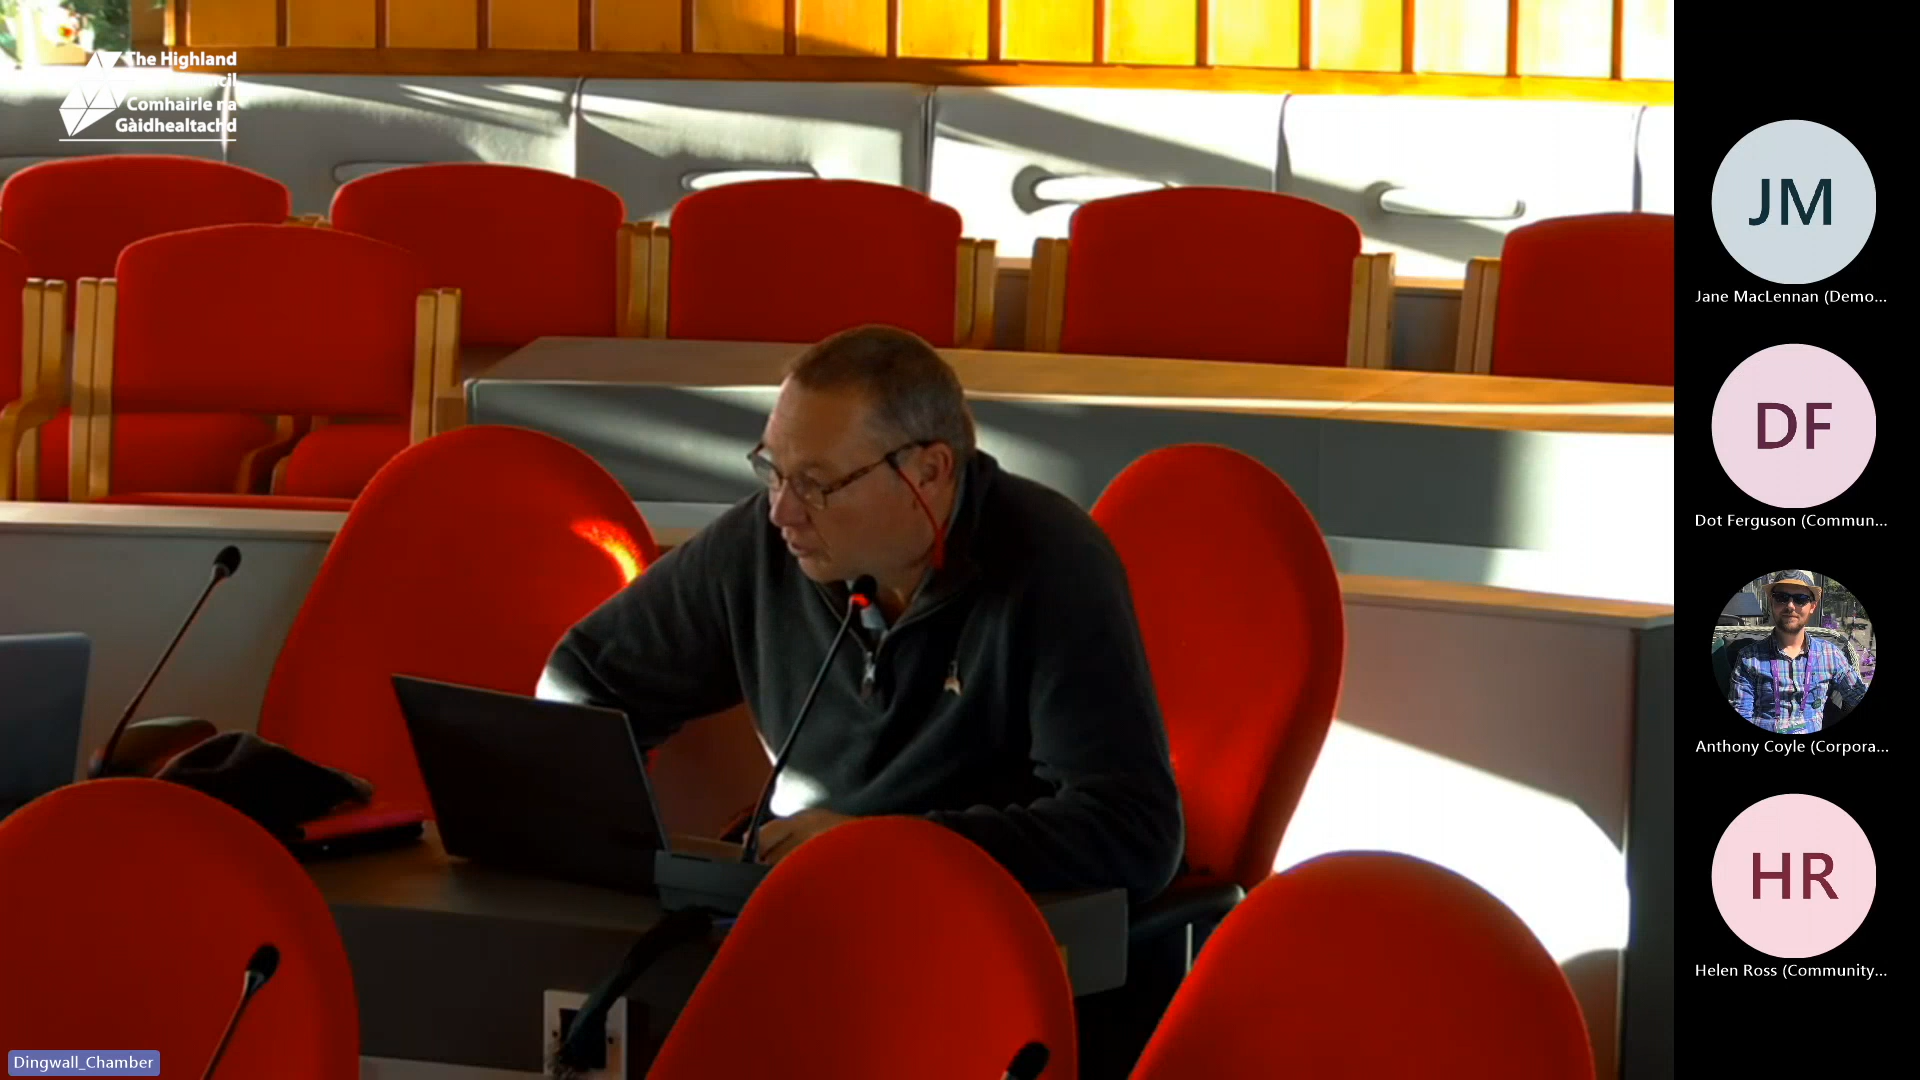 The Highland
Comhairle na
Gàidhealtachd
JM
Jane MacLennan (Demo...
DF
Dot Ferguson (Commun...
Anthony Coyle (Corpora...
HR
Helen Ross (Community...
Dingwall_Chamber